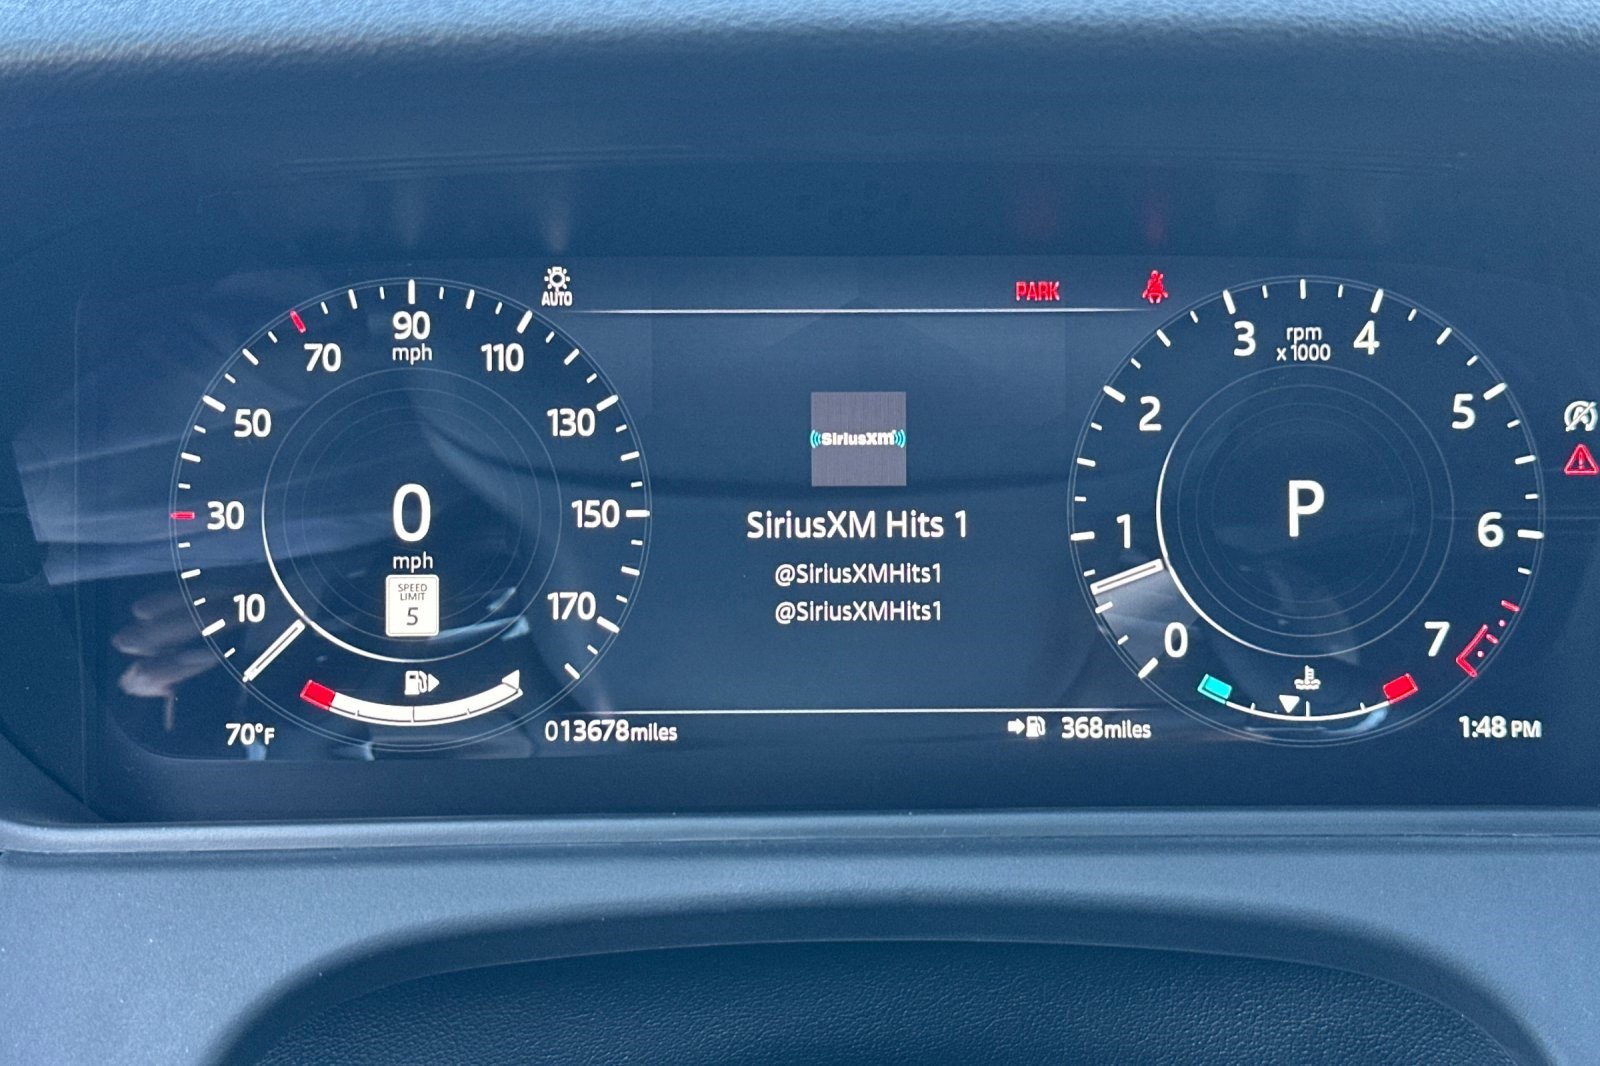 AUTO
PARK
90
mph
70
110
50
130
30
150
10
170
0
mph
SPEED
LIMIT
5
70°F
013678miles
SiriusXM
SiriusXM Hits 1
@SiriusXMHits1
@SiriusXMHits1
368miles
3
rpm
x1000
4
2
5
1
6
0
7
P
A
1:48 PM